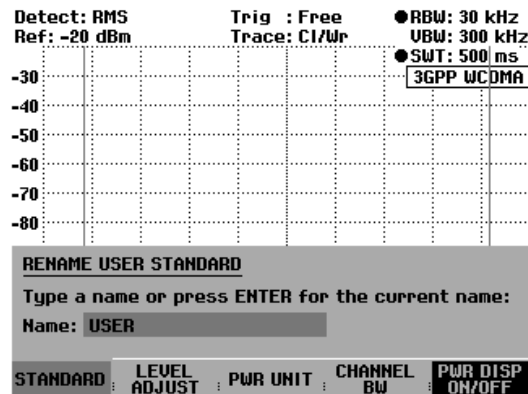 Detect: RMS Trig : Free ●RBW: 30 kHz
Ref: -20 dBm Trace: Cl/Wr VBW: 300 kHz
●SWT: 500 ms
3GPP WCDMA
-30
-40
-50
-60
-70
-80
RENAME USER STANDARD
Type a name or press ENTER for the current name:
Name: USER
STANDARD LEVEL ADJUST PWR UNIT CHANNEL BW PWR DISP ON/OFF